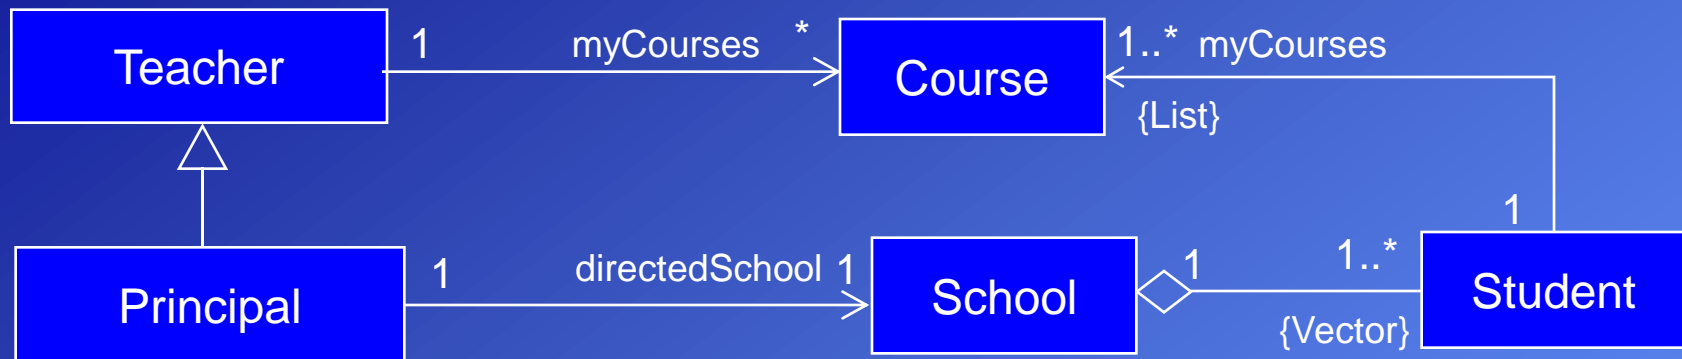 Teacher
1
myCourses
*
Course
1..*
myCourses
{List}
1
Principal
1
directedSchool
1
School
1
1..*
{Vector}
Student